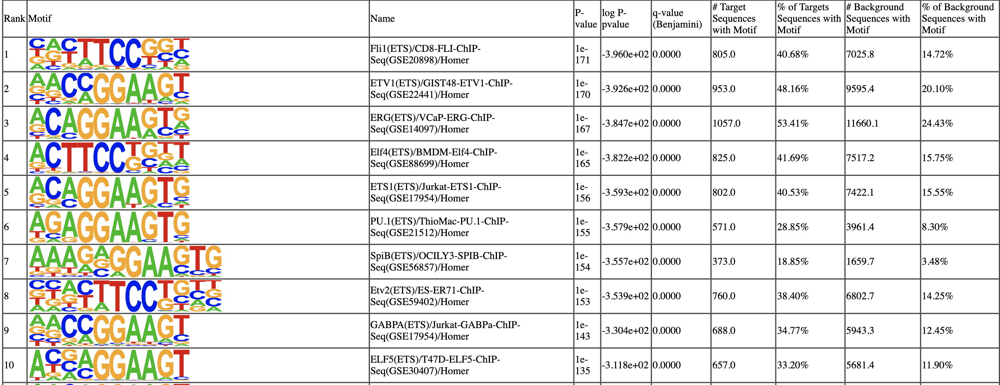 Rank Motif Name P-value log P-pvalue q-value (Benjamini) # Target Sequences with Motif % of Targets Sequences with Motif # Background Sequences with Motif % of Background Sequences with Motif
1 Fli1(ETS)/CD8-FLI-ChIP-Seq(GSE20898)/Homer 1e-171 -3.960e+02 0.0000 805.0 40.68% 7025.8 14.72%
2 ETV1(ETS)/GIST48-ETV1-ChIP-Seq(GSE22441)/Homer 1e-170 -3.926e+02 0.0000 953.0 48.16% 9595.4 20.10%
3 ERG(ETS)/VCaP-ERG-ChIP-Seq(GSE14097)/Homer 1e-167 -3.847e+02 0.0000 1057.0 53.41% 11660.1 24.43%
4 Elf4(ETS)/BMDM-Elf4-ChIP-Seq(GSE88699)/Homer 1e-165 -3.822e+02 0.0000 825.0 41.69% 7517.2 15.75%
5 ETS1(ETS)/Jurkat-ETS1-ChIP-Seq(GSE17954)/Homer 1e-156 -3.593e+02 0.0000 802.0 40.53% 7422.1 15.55%
6 PU.1(ETS)/ThioMac-PU.1-ChIP-Seq(GSE21512)/Homer 1e-155 -3.579e+02 0.0000 571.0 28.85% 3961.4 8.30%
7 SpiB(ETS)/OCILY3-SPIB-ChIP-Seq(GSE56857)/Homer 1e-154 -3.557e+02 0.0000 373.0 18.85% 1659.7 3.48%
8 Etv2(ETS)/ES-ER71-ChIP-Seq(GSE59402)/Homer 1e-153 -3.539e+02 0.0000 760.0 38.40% 6802.7 14.25%
9 GABPA(ETS)/Jurkat-GABPa-ChIP-Seq(GSE17954)/Homer 1e-143 -3.304e+02 0.0000 688.0 34.77% 5943.3 12.45%
10 ELF5(ETS)/T47D-ELF5-ChIP-Seq(GSE30407)/Homer 1e-135 -3.118e+02 0.0000 657.0 33.20% 5681.4 11.90%